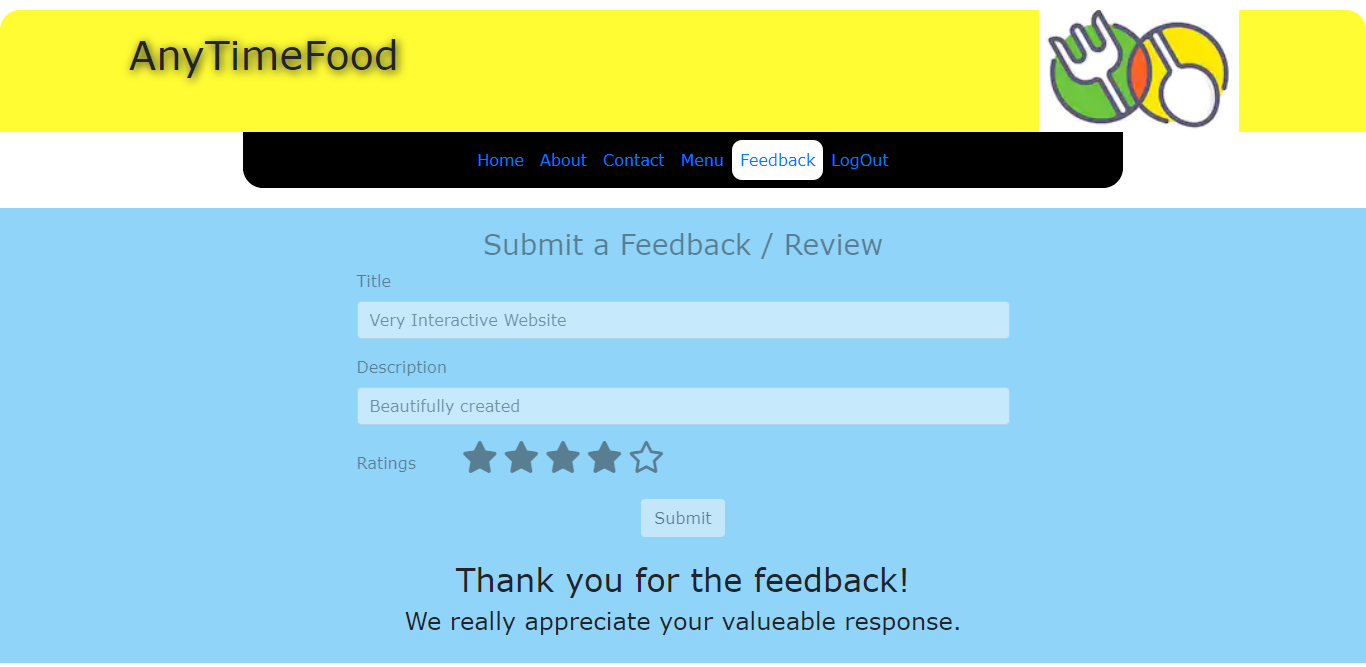 AnyTimeFood
Home About Contact Menu Feedback LogOut
Submit a Feedback / Review
Title
Very Interactive Website
Description
Beautifully created
Ratings
Submit
Thank you for the feedback!
We really appreciate your valueable response.